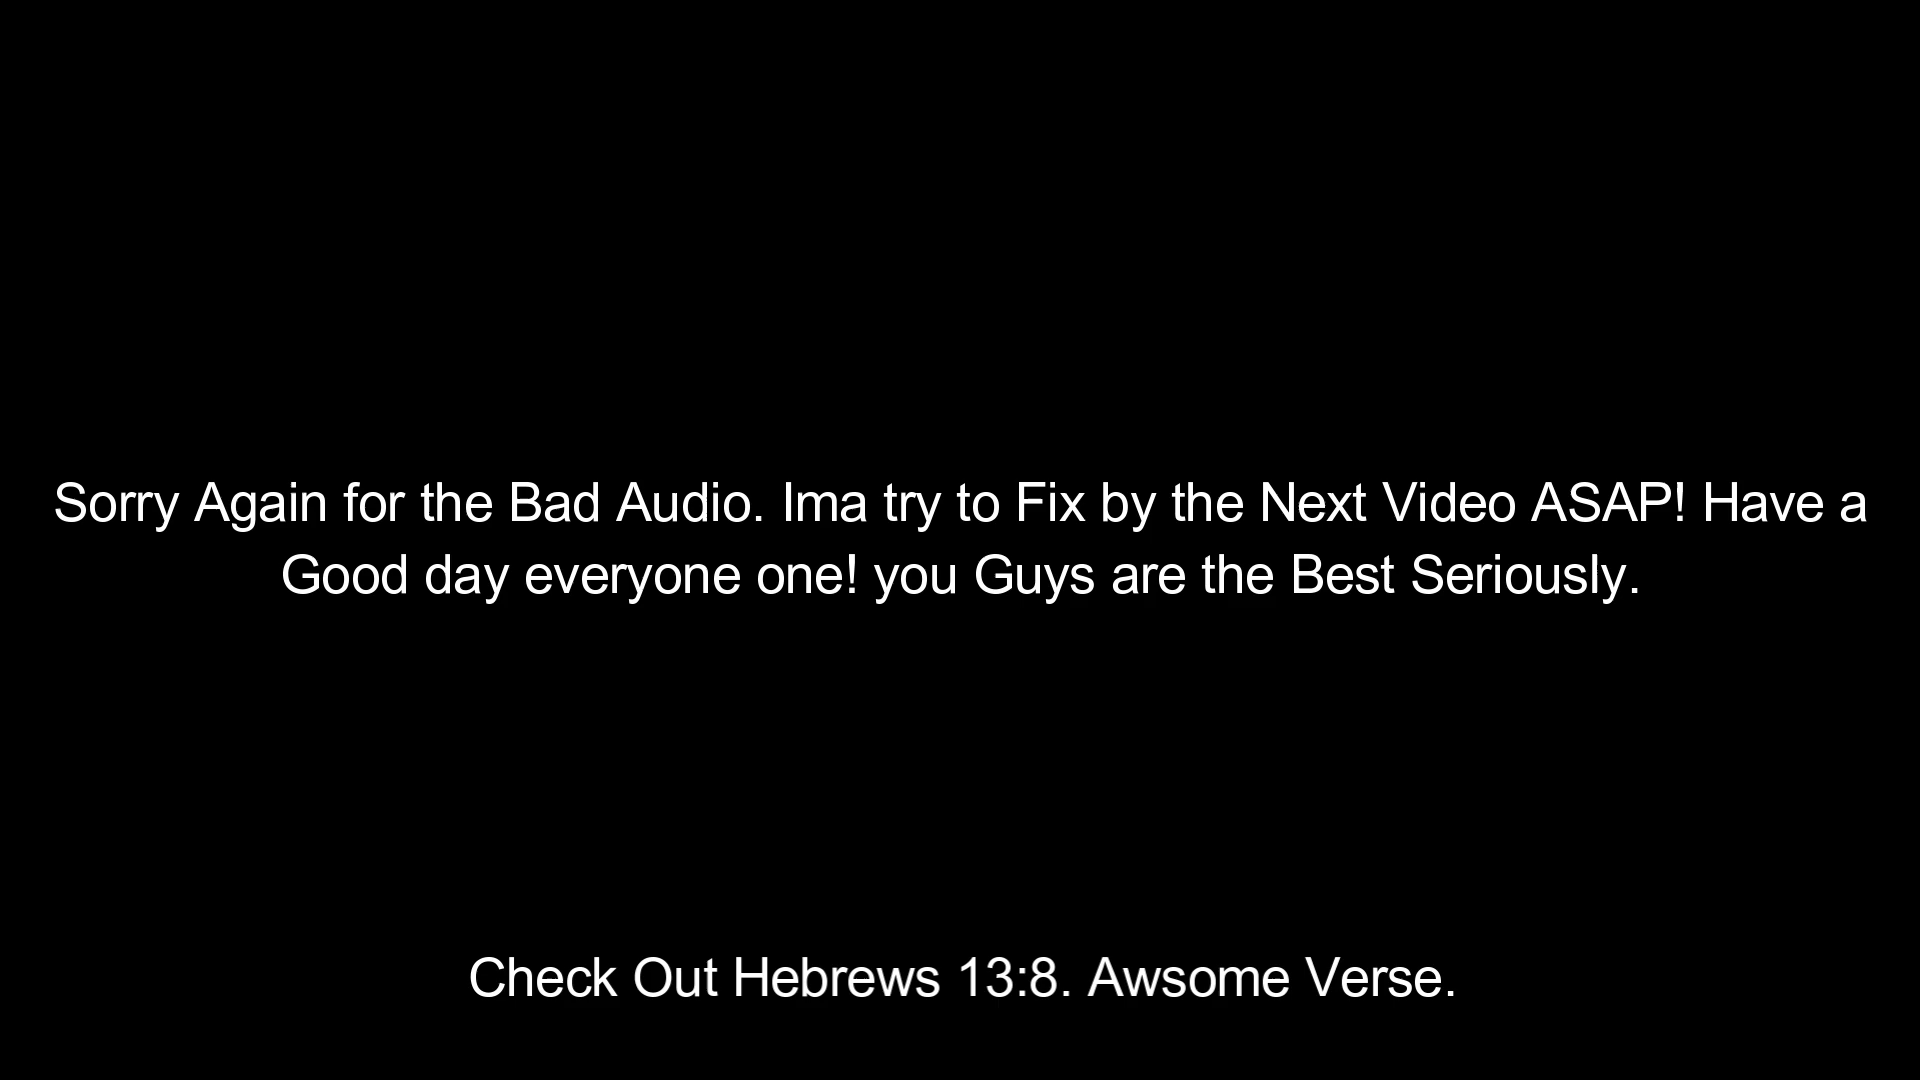 Sorry Again for the Bad Audio. Ima try to Fix by the Next Video ASAP! Have a
Good day everyone one! you Guys are the Best Seriously.
Check Out Hebrews 13:8. Awsome Verse.